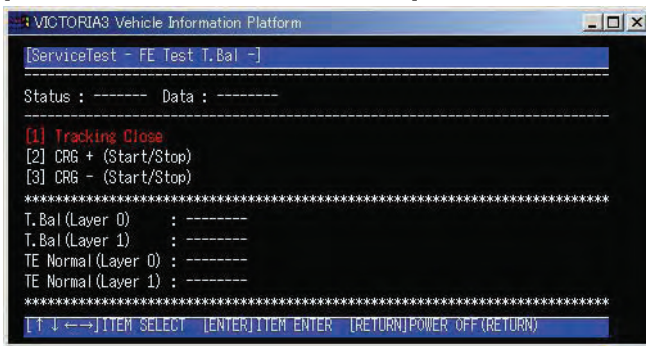 VICTORIA3 Vehicle Information Platform
[ServiceTest - FE Test T.Bal -]
--------------------------------------------------------------------------------
Status : ------- Data : --------
--------------------------------------------------------------------------------
[1] Tracking Close
[2] CRG + (Start/Stop)
[3] CRG - (Start/Stop)
********************************************************************************
T.Bal(Layer 0) : --------
T.Bal(Layer 1) : --------
TE Normal(Layer 0) : --------
TE Normal(Layer 1) : --------
********************************************************************************
[↑↓←→]ITEM SELECT [ENTER]ITEM ENTER [RETURN]POWER OFF(RETURN)